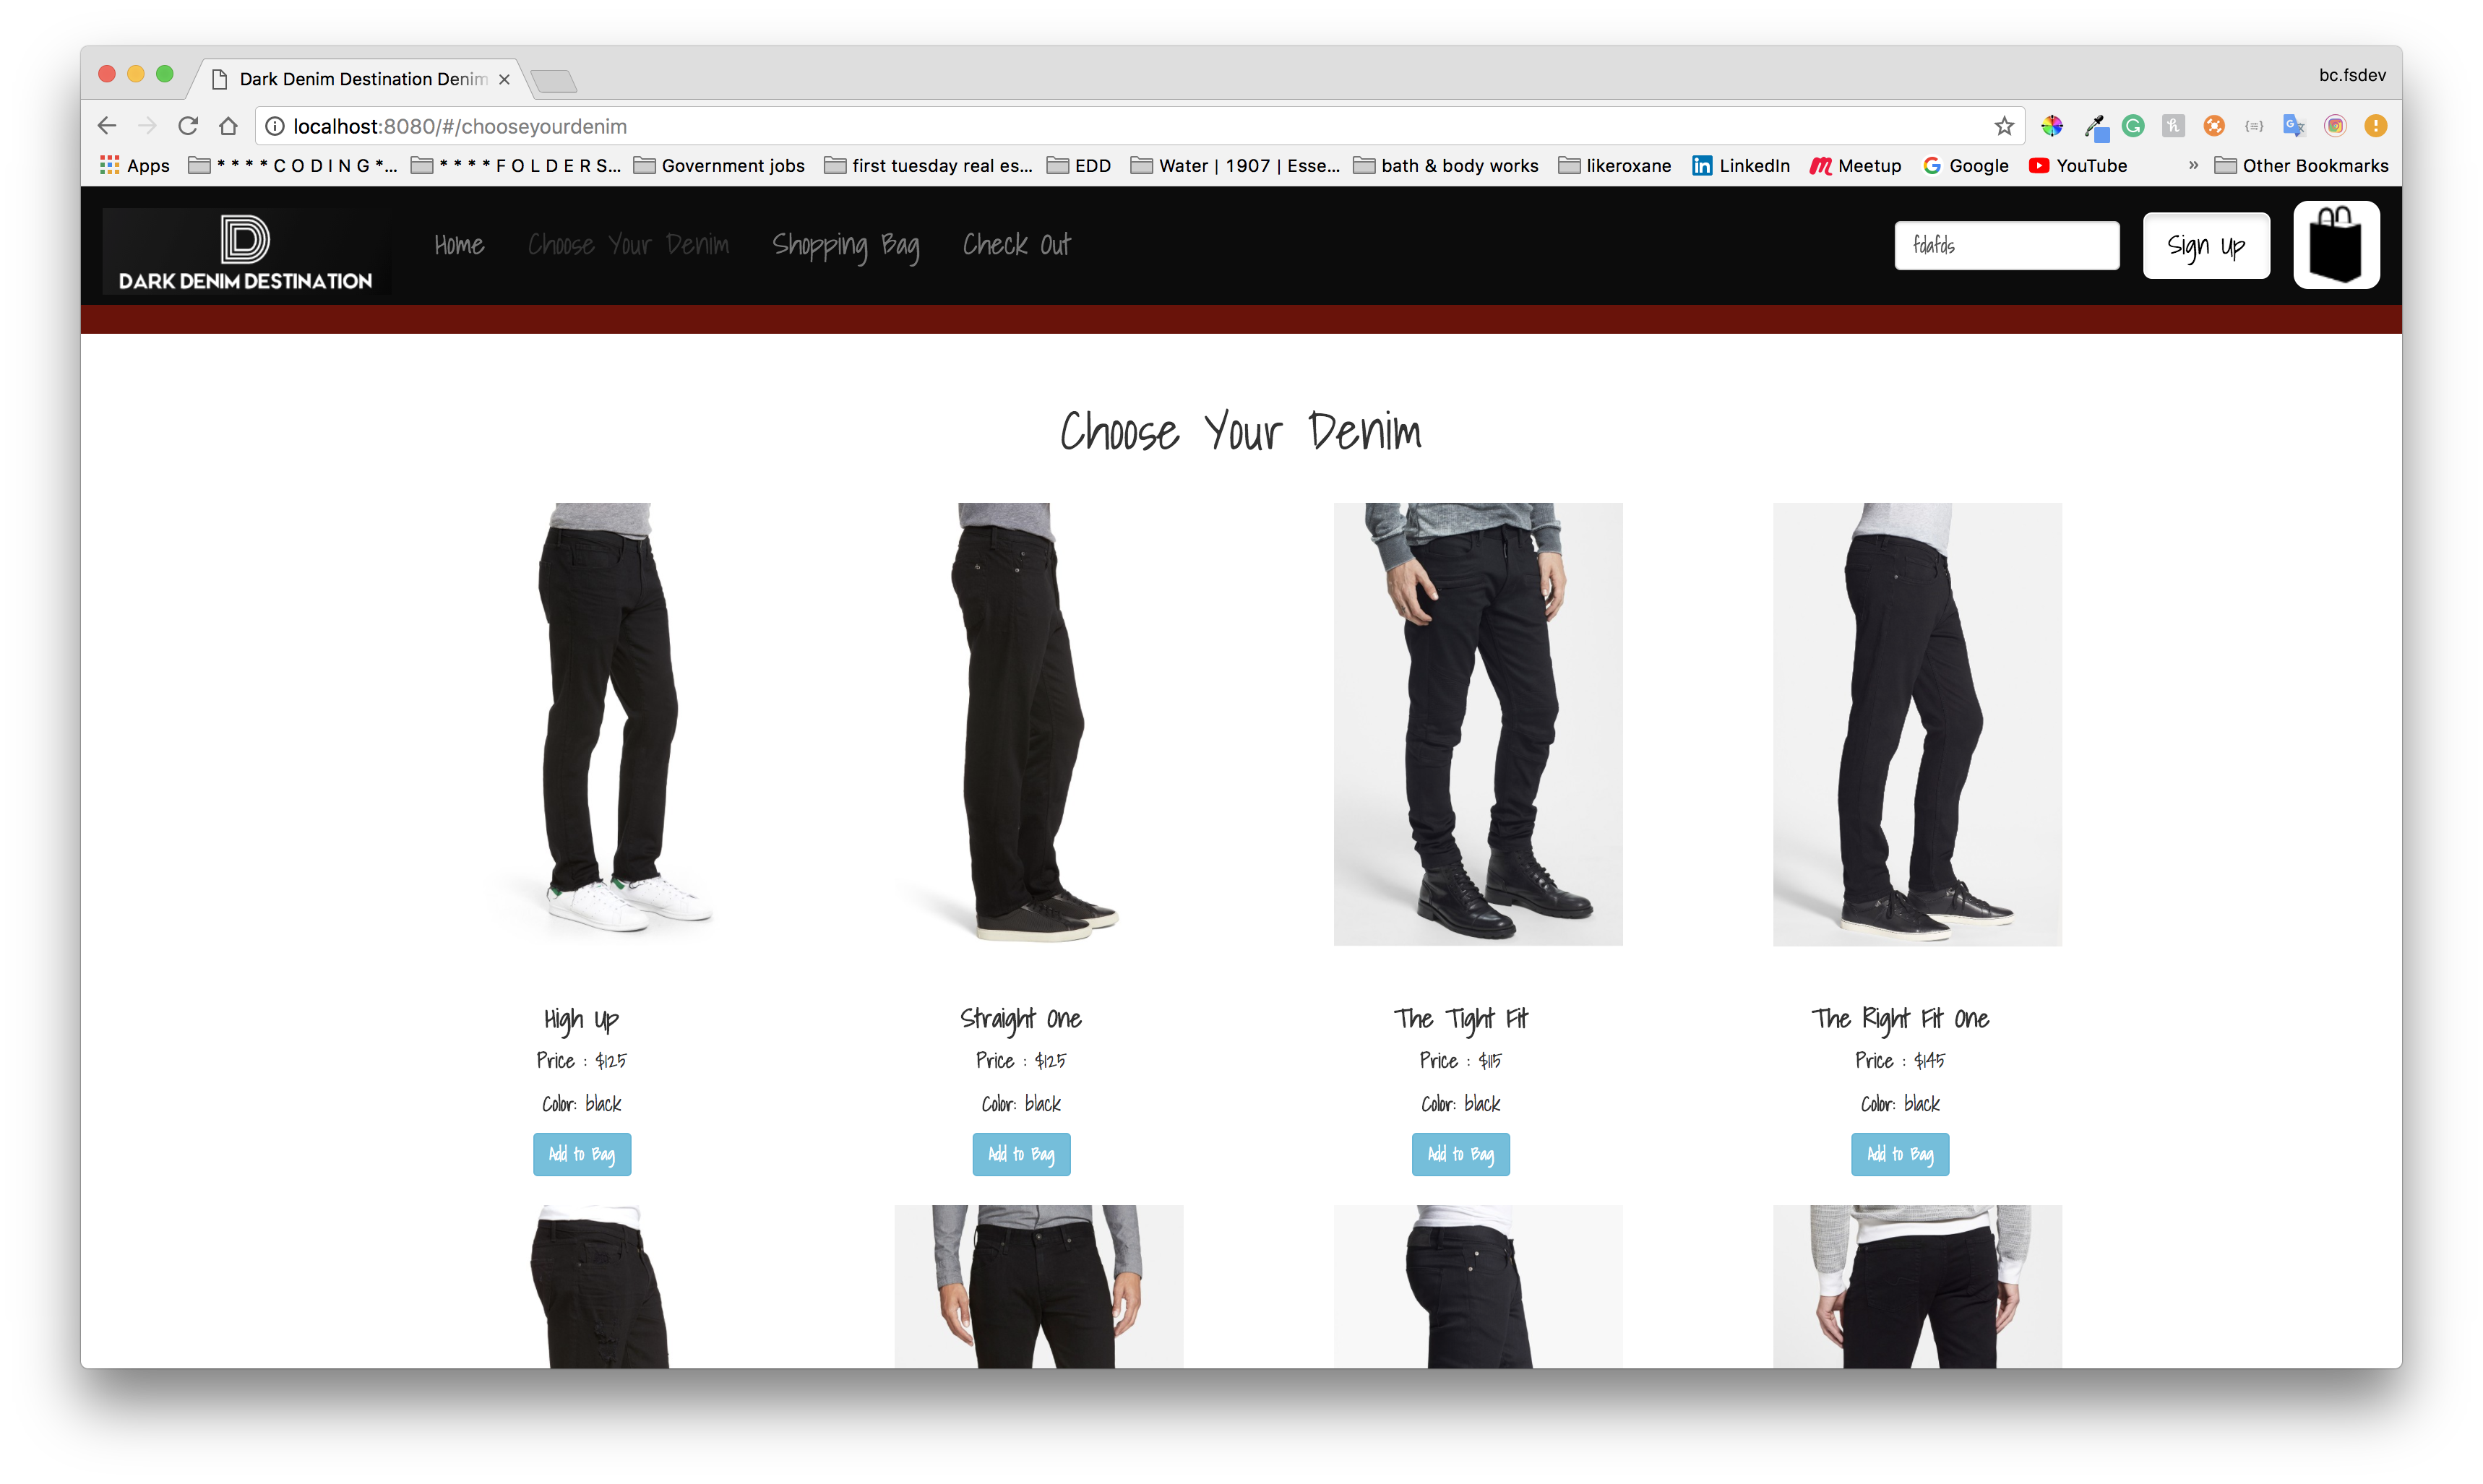 Dark Denim Destination Denim
bc.fsdev
localhost:8080/#/chooseyourdenim
Apps * * * * C O D I N G *... * * * * F O L D E R S... Government jobs first tuesday real es... EDD Water | 1907 | Esse... bath & body works likeroxane LinkedIn Meetup Google YouTube » Other Bookmarks
D
DARK DENIM DESTINATION
Home Choose Your Denim Shopping Bag Check Out fdafds Sign Up
Choose Your Denim
High Up Straight One The Tight Fit The Right Fit One
Price : $125 Price : $125 Price : $115 Price : $145
Color: black Color: black Color: black Color: black
Add to Bag Add to Bag Add to Bag Add to Bag